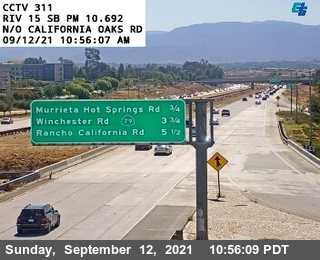 CCTV 311
RIV 15 SB PM 10.692
N/O CALIFORNIA OAKS RD
09/12/21 10:56:07 AM
Murrieta Hot Springs Rd 3/4
Winchester Rd 79 3 3/4
Rancho California Rd 5 1/2
Sunday, September 12, 2021 10:56:09 PDT